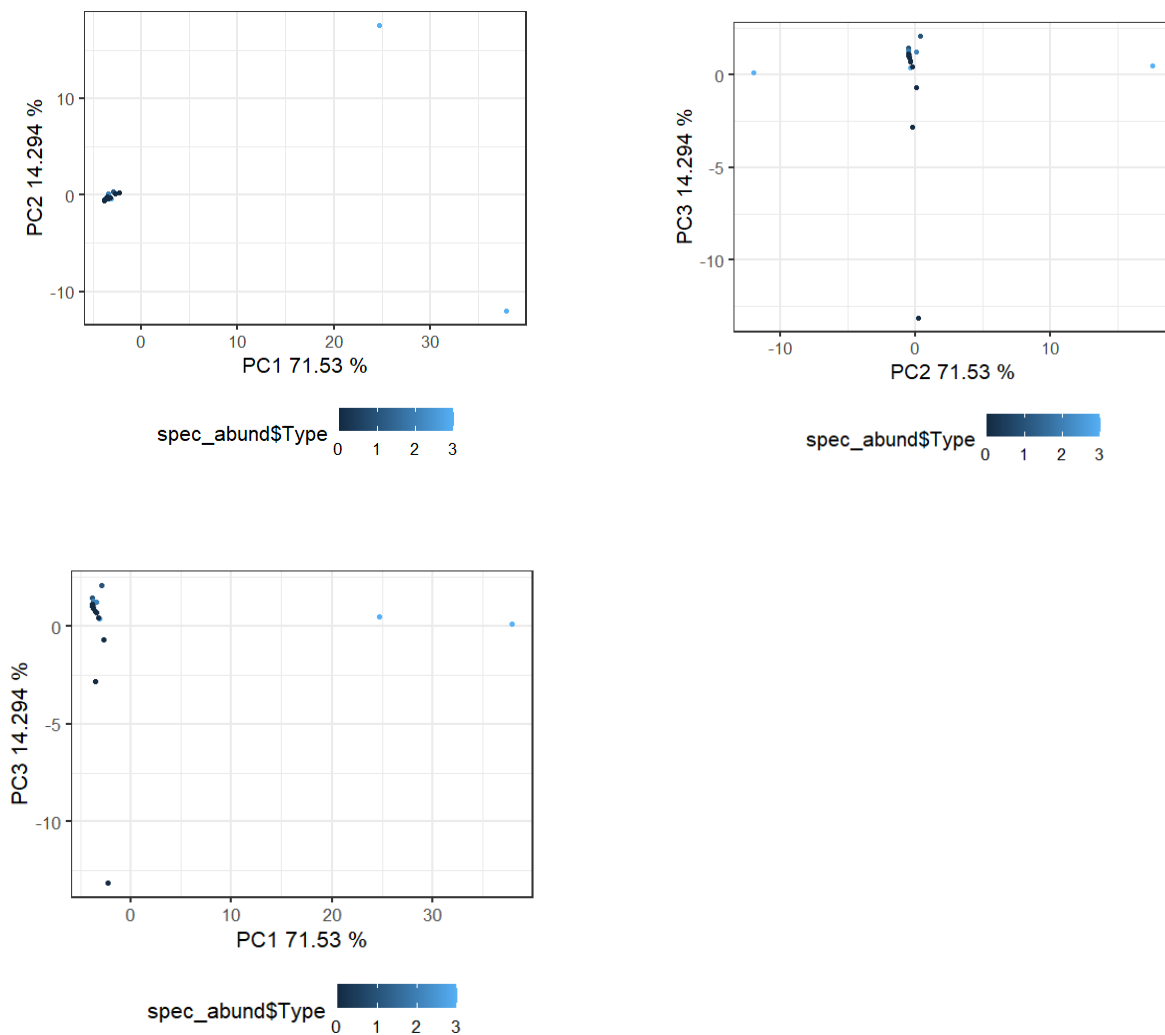 10
0
-10
PC2 14.294 %
0 10 20 30
PC1 71.53 %
spec_abund$Type
0 1 2 3
0
-5
-10
PC3 14.294 %
-10 0 10
PC2 71.53 %
spec_abund$Type
0 1 2 3
0
-5
-10
PC3 14.294 %
0 10 20 30
PC1 71.53 %
spec_abund$Type
0 1 2 3